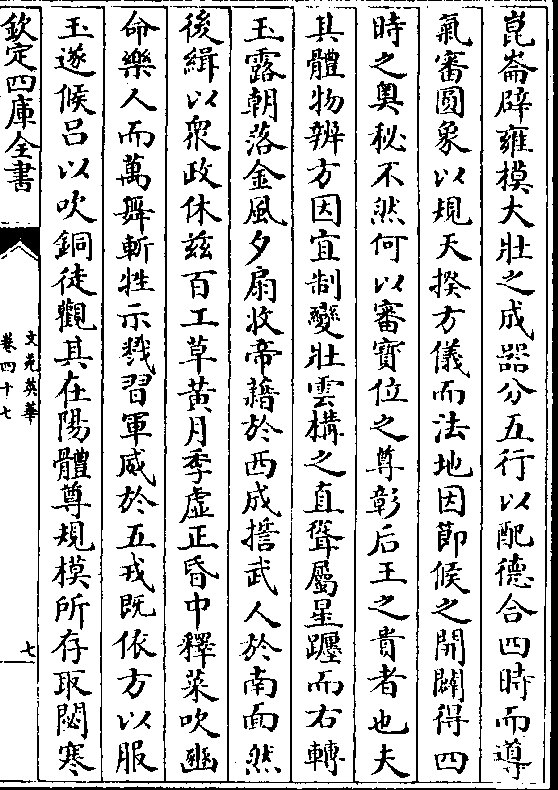 崑崙辟雍模大壯之成器分五行以配德合四時而導
氣審圓象以規天揆方儀而法地因節候之開闢得四
時之奧秘不然何以審寶位之尊彰后王之貴者也夫
其體物辨方因宜制變壯雲構之直聳屬星躔而右轉
玉露朝落金風夕扇收帝藉於西成擔武人於南面然
後緝以衆政休兹百工草黄月季虚正昏中釋菜吹豳
命樂人而萬舞斬牲示戮習軍威於五戎既依方以服
玉遂候呂以吹銅徒觀其在陽體尊規模所存取閟寒
欽定四庫全書
文苑英華
卷四十七
七